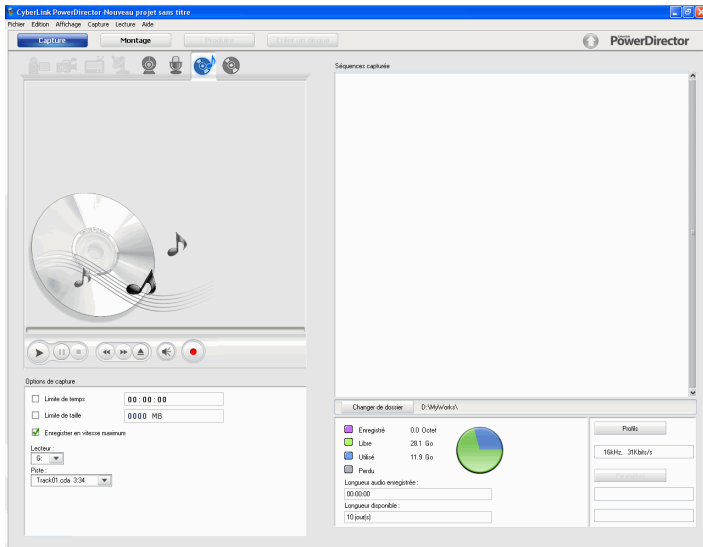 CyberLink PowerDirector-Nouveau projet sans titre
Fichier Edition Affichage Capture Lecture Aide
Capture
Montage
Produire
Créer un disque
PowerDirector
Séquences capturée
Options de capture
Limite de temps
00:00:00
Limite de taille
0000 MB
Enregistrer en vitesse maximum
Lecteur :
G:
Piste :
Track01.cda 3:34
Changer de dossier
D:\MyWorks\
Enregistré 0.0 Octet
Libre 28.1 Go
Utilisé 11.9 Go
Perdu
Longueur audio enregistrée :
00:00:00
Longueur disponible :
10 jour(s)
Profils
16kHz, 31Kbits/s